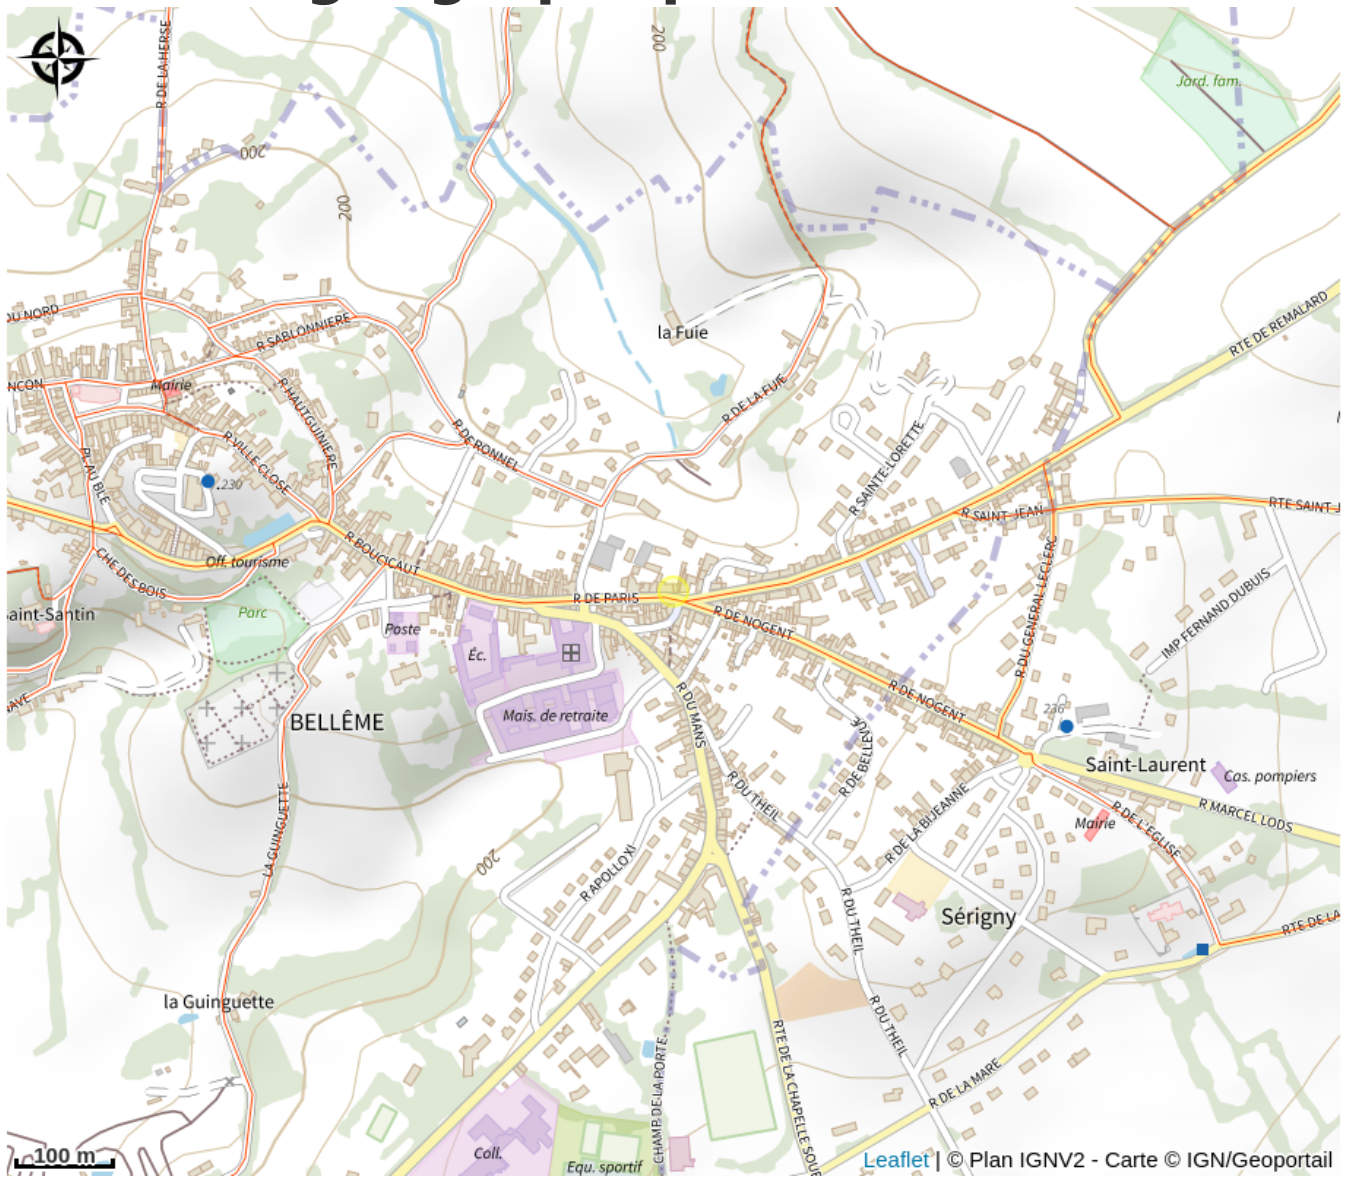 R DE LA HERSE
200
200
200
Jard. fam.
DU NORD
R SABLONNIERE
la Fuie
RTE DE REMALARD
NCON
Mairie
R HAUTGUINIERE
R DE LA FUIE
R DE RONNEL
R VILLE CLOSE
R SAINTE-LORETTE
PL AU BLE
230
R SAINT JEAN
RTE SAINT J
Off. tourisme
R BOUCICAUT
CHE DES BOIS
aint-Santin
Parc
R DE PARIS
R DE NOGENT
R DU GENERAL LECLERC
IMP FERNAND DUBUIS
Poste
Éc.
R DE NOGENT
AVE
BELLÊME
Mais. de retraite
R DU MANS
R DE BELLEVUE
236
Saint-Laurent
Cas. pompiers
R DU THEIL
R DE LA BIJEANNE
R MARCEL LODS
Mairie
R DE L'EGLISE
LA GUINGUETTE
200
R APOLLO XI
R DU THEIL
Sérigny
RTE DE LA
la Guinguette
R DU THEIL
CHAMP DE LA PORTE
RTE DE LA CHAPELLE SOUE
R DE LA MARE
Coll.
Equ. sportif
100 m
Leaflet | © Plan IGNV2 - Carte © IGN/Geoportail